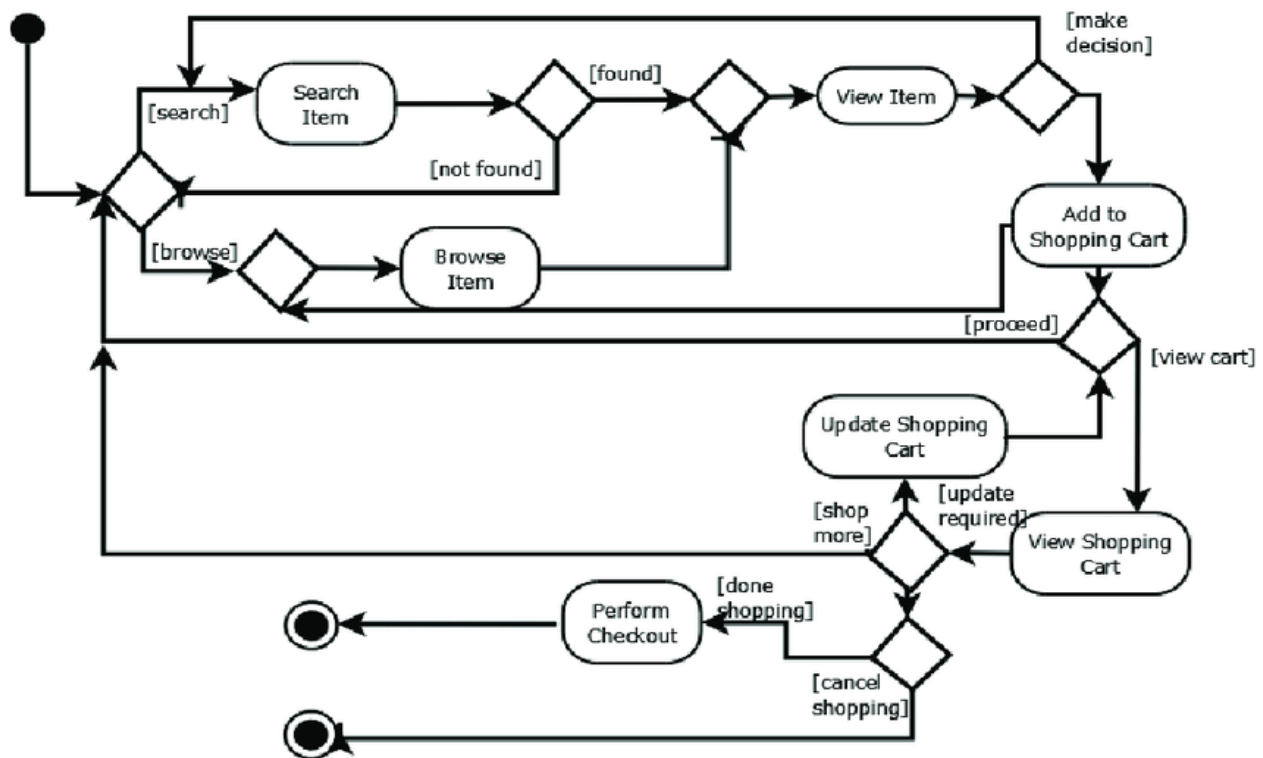 [make
decision]
[found]
Search
Item
View Item
[search]
[not found]
Add to
Shopping Cart
[browse]
Browse
Item
[proceed]
[view cart]
Update Shopping
Cart
[update
required]
[shop
more]
View Shopping
Cart
[done
shopping]
Perform
Checkout
[cancel
shopping]